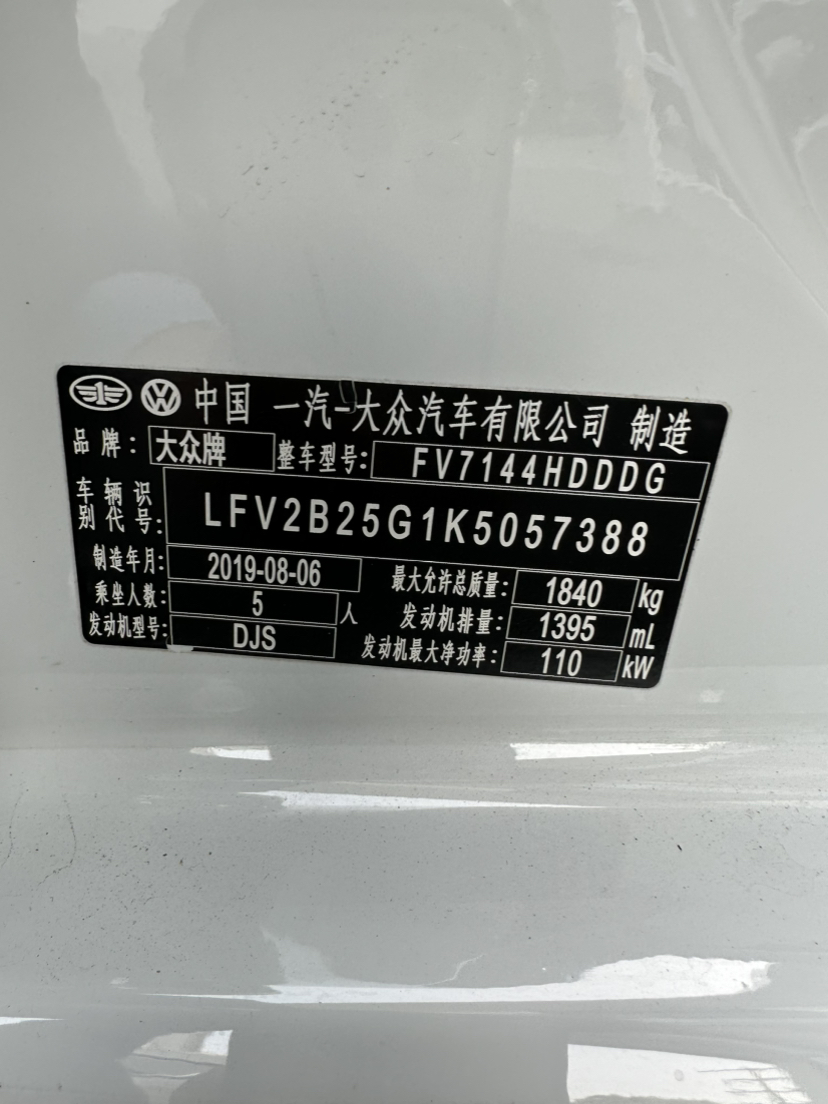 中国 一汽-大众汽车有限公司 制造
品牌: 大众牌 整车型号: FV7144HDDDG
车辆识别代号: LFV2B25G1K5057388
制造年月: 2019-08-06 最大允许总质量: 1840 kg
乘坐人数: 5 人 发动机排量: 1395 mL
发动机型号: DJS 发动机最大净功率: 110 kW